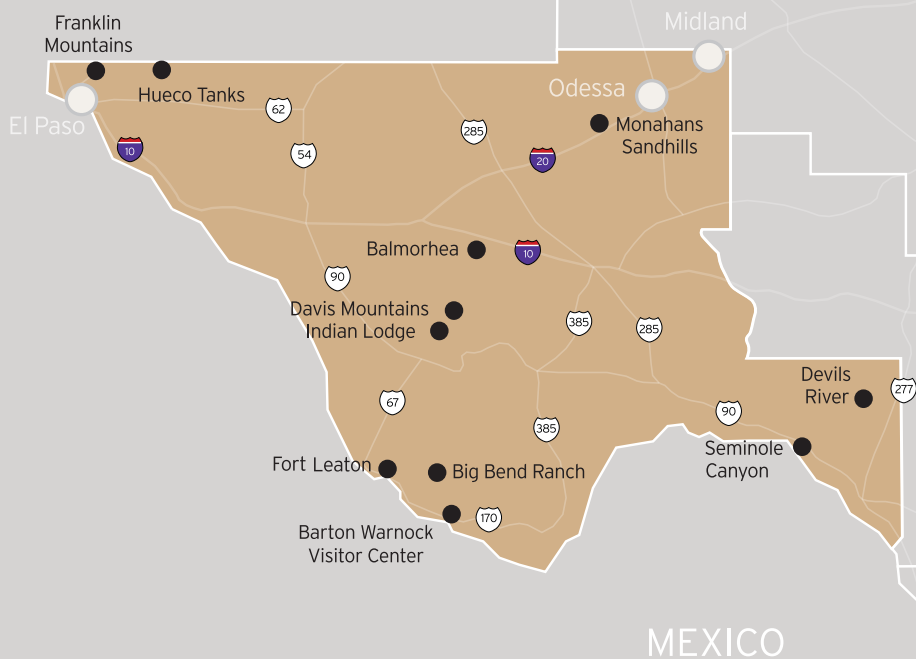 Franklin
Mountains
Midland
Hueco Tanks
Odessa
El Paso
62
285
Monahans
Sandhills
10
54
20
Balmorhea
10
90
Davis Mountains
Indian Lodge
385
285
Devils
River
277
67
90
385
Seminole
Canyon
Fort Leaton
Big Bend Ranch
170
Barton Warnock
Visitor Center
MEXICO